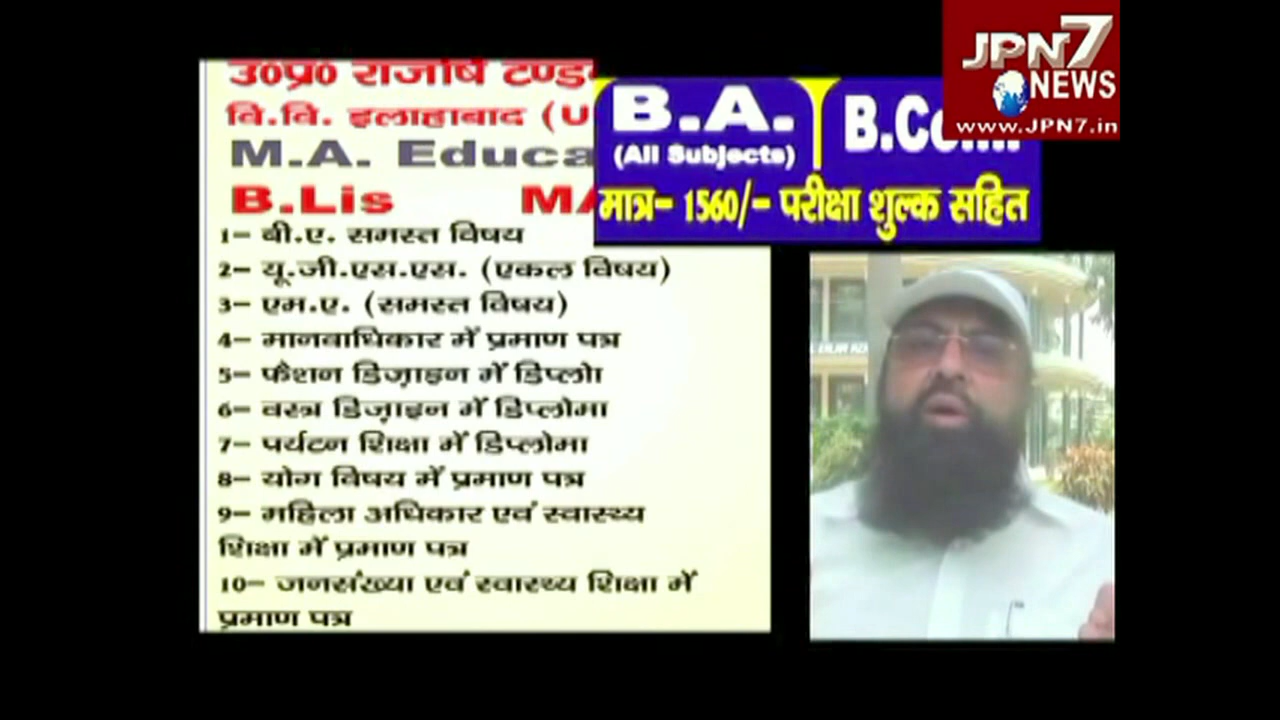 उ०प्र० राजर्षि टण्ड
वि.वि. इलाहाबाद (U
M.A. Educa
B.Lis MA
1- बी.ए. समस्त विषय
2- यू.जी.एस.एस. (एकल विषय)
3- एम.ए. (समस्त विषय)
4- मानवाधिकार में प्रमाण पत्र
5- फैशन डिज़ाइन में डिप्लोा
6- वस्त्र डिज़ाइन में डिप्लोमा
7- पर्यटन शिक्षा में डिप्लोमा
8- योग विषय में प्रमाण पत्र
9- महिला अधिकार एवं स्वास्थ्य
शिक्षा में प्रमाण पत्र
10- जनसंख्या एवं स्वास्थ्य शिक्षा में
प्रमाण पत्र
B.A.
(All Subjects)
B.Com.
मात्र- 1560/- परीक्षा शुल्क सहित
JPN7
NEWS
www.JPN7.in